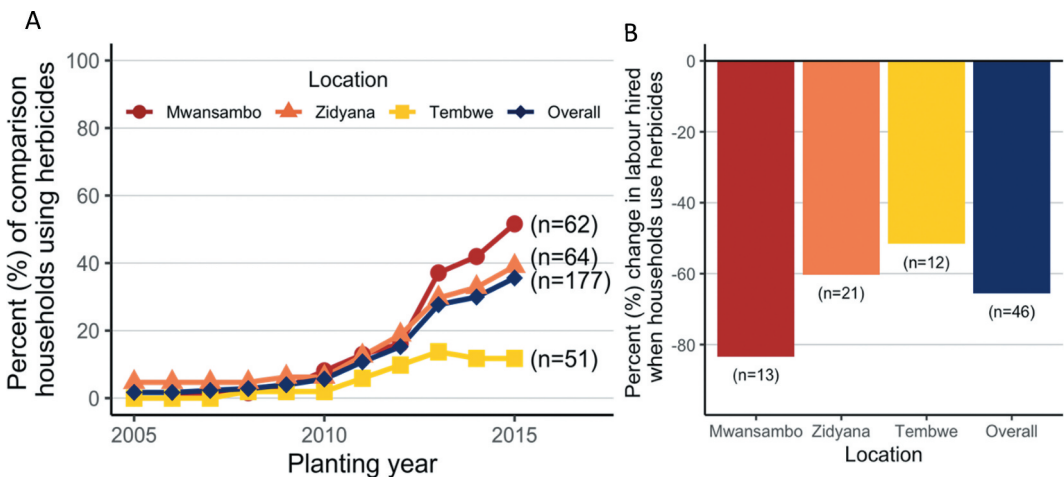 A
Percent (%) of comparison
households using herbicides
100
80
60
40
20
0
Location
Mwansambo Zidyana Tembwe Overall
(n=62)
(n=64)
(n=177)
(n=51)
2005 2010 2015
Planting year
B
Percent (%) change in labour hired
when households use herbicides
0
-20
-40
-60
-80
(n=13)
(n=21)
(n=12)
(n=46)
Mwansambo Zidyana Tembwe Overall
Location